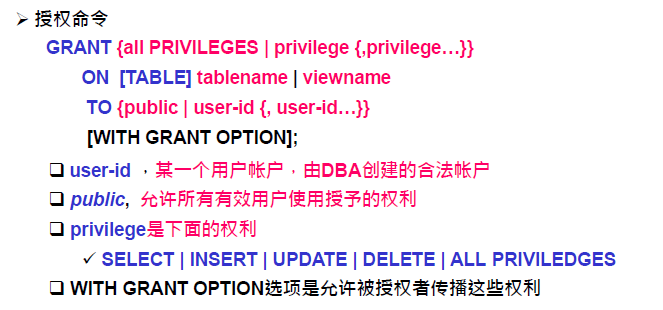 ➢ 授权命令
GRANT {all PRIVILEGES | privilege {,privilege…}}
ON [TABLE] tablename | viewname
TO {public | user-id {, user-id…}}
[WITH GRANT OPTION];
❑ user-id ，某一个用户帐户，由DBA创建的合法帐户
❑ public, 允许所有有效用户使用授予的权利
❑ privilege是下面的权利
✓ SELECT | INSERT | UPDATE | DELETE | ALL PRIVILEDGES
❑ WITH GRANT OPTION选项是允许被授权者传播这些权利